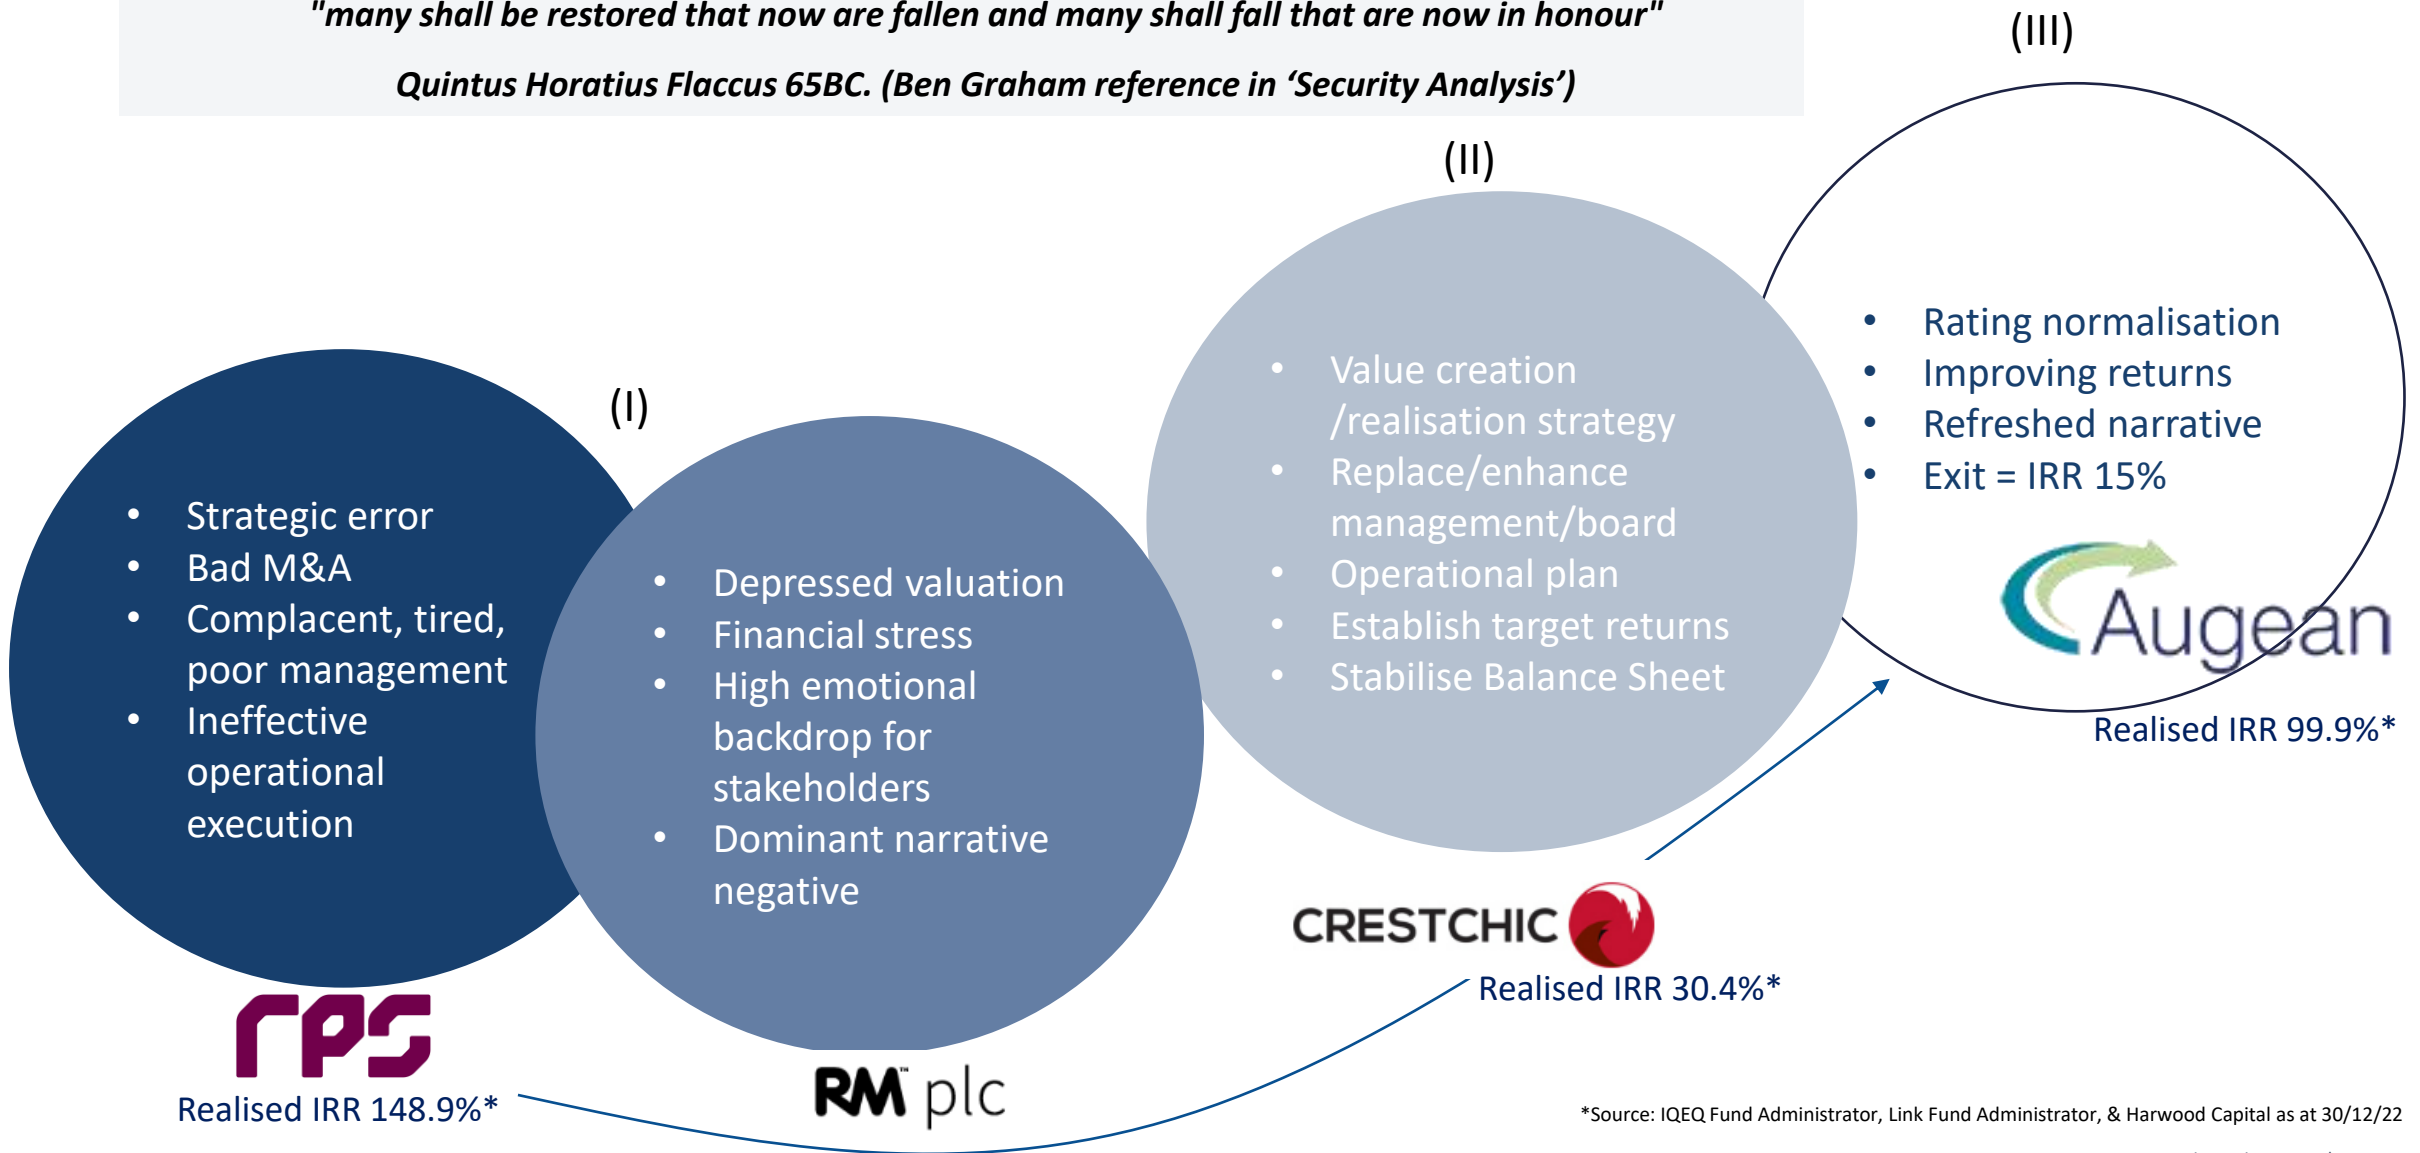 "many shall be restored that now are fallen and many shall fall that are now in honour"
Quintus Horatius Flaccus 65BC. (Ben Graham reference in ‘Security Analysis’)
(I)
• Strategic error
• Bad M&A
• Complacent, tired,
poor management
• Ineffective
operational
execution
rps
Realised IRR 148.9%*
• Depressed valuation
• Financial stress
• High emotional
backdrop for
stakeholders
• Dominant narrative
negative
RM™ plc
(II)
• Value creation
/realisation strategy
• Replace/enhance
management/board
• Operational plan
• Establish target returns
• Stabilise Balance Sheet
CRESTCHIC
Realised IRR 30.4%*
(III)
• Rating normalisation
• Improving returns
• Refreshed narrative
• Exit = IRR 15%
Augean
Realised IRR 99.9%*
*Source: IQEQ Fund Administrator, Link Fund Administrator, & Harwood Capital as at 30/12/22